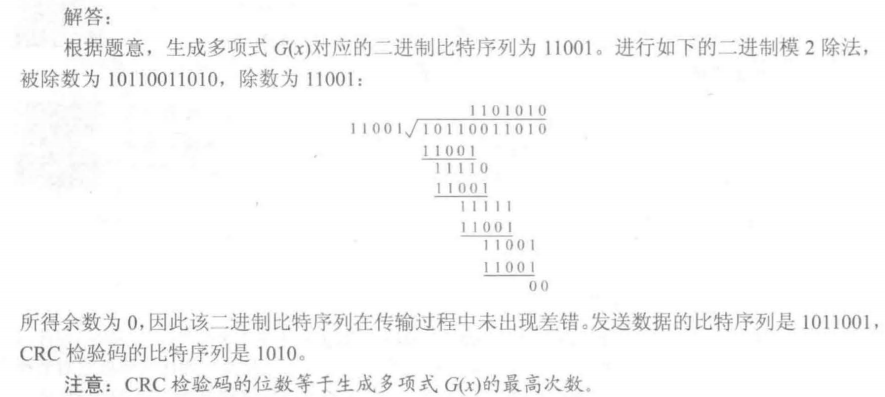 解答：
根据题意，生成多项式 G(x)对应的二进制比特序列为 11001。进行如下的二进制模 2 除法，
被除数为 10110011010，除数为 11001：
1101010
11001√10110011010
11001
11110
11001
11111
11001
11001
11001
00
所得余数为 0，因此该二进制比特序列在传输过程中未出现差错。发送数据的比特序列是 1011001，
CRC 检验码的比特序列是 1010。
注意：CRC 检验码的位数等于生成多项式 G(x)的最高次数。